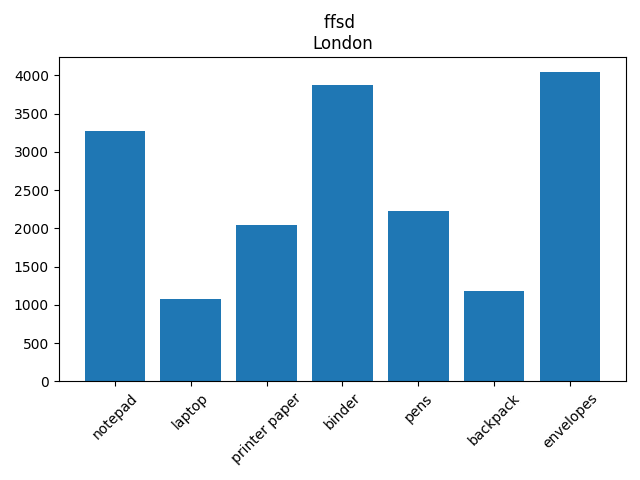 ffsd
London
4000
3500
3000
2500
2000
1500
1000
500
0
notepad
laptop
printer paper
binder
pens
backpack
envelopes